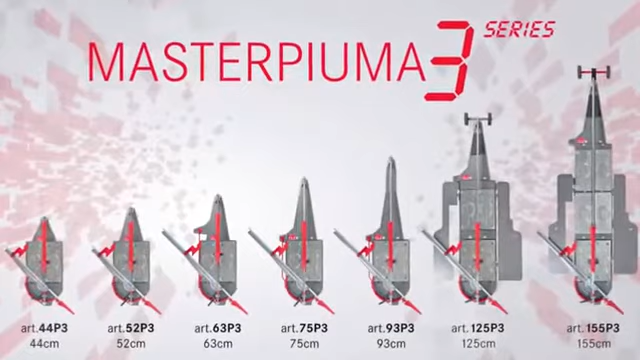 MASTERPIUMA3 SERIES
art.44P3 art.52P3 art.63P3 art.75P3 art.93P3 art.125P3 art.155P3
44cm 52cm 63cm 75cm 93cm 125cm 155cm